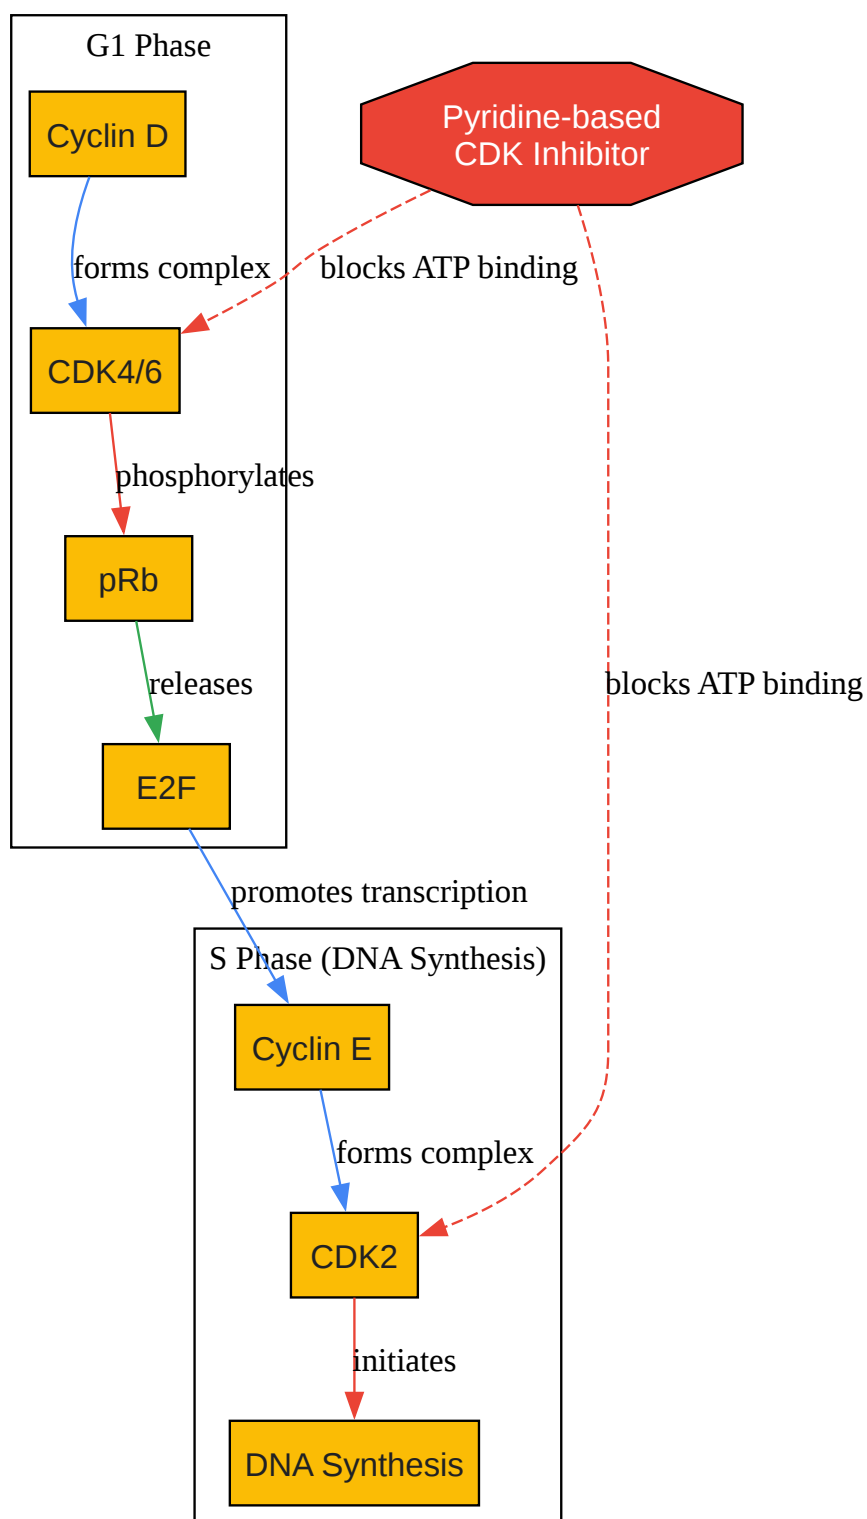 G1 Phase
Cyclin D
Pyridine-based
CDK Inhibitor
forms complex
blocks ATP binding
CDK4/6
phosphorylates
pRb
releases
blocks ATP binding
E2F
promotes transcription
S Phase (DNA Synthesis)
Cyclin E
forms complex
CDK2
initiates
DNA Synthesis